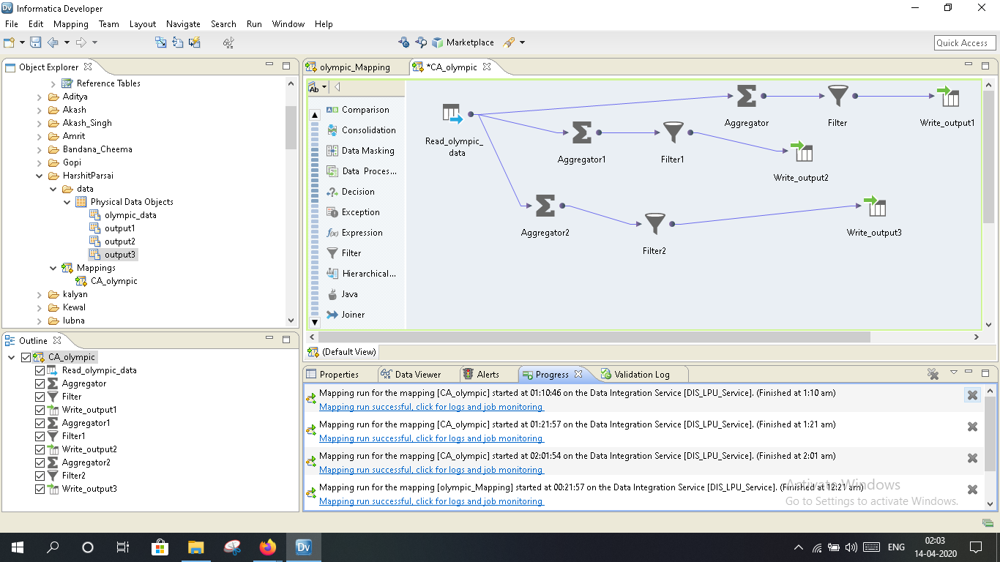 Informatica Developer
File Edit Mapping Team Layout Navigate Search Run Window Help
Marketplace
Quick Access
Object Explorer
Reference Tables
Aditya
Akash
Akash_Singh
Amrit
Bandana_Cheema
Gopi
HarshitParsai
data
Physical Data Objects
olympic_data
output1
output2
output3
Mappings
CA_olympic
kalyan
Kewal
lubna
Outline
CA_olympic
Read_olympic_data
Aggregator
Filter
Write_output1
Aggregator1
Filter1
Write_output2
Aggregator2
Filter2
Write_output3
olympic_Mapping
*CA_olympic
Ab
Comparison
Consolidation
Data Masking
Data Proces...
Decision
Exception
Expression
Filter
Hierarchical...
Java
Joiner
Read_olympic_
data
Aggregator
Filter
Write_output1
Aggregator1
Filter1
Write_output2
Aggregator2
Filter2
Write_output3
(Default View)
Properties
Data Viewer
Alerts
Progress
Validation Log
Mapping run for the mapping [CA_olympic] started at 01:10:46 on the Data Integration Service [DIS_LPU_Service]. (Finished at 1:10 am)
Mapping run successful, click for logs and job monitoring
Mapping run for the mapping [CA_olympic] started at 01:21:57 on the Data Integration Service [DIS_LPU_Service]. (Finished at 1:21 am)
Mapping run successful, click for logs and job monitoring
Mapping run for the mapping [CA_olympic] started at 02:01:54 on the Data Integration Service [DIS_LPU_Service]. (Finished at 2:01 am)
Mapping run successful, click for logs and job monitoring
Mapping run for the mapping [olympic_Mapping] started at 00:21:57 on the Data Integration Service [DIS_LPU_Service]. (Finished at 12:21 am)
Mapping run successful, click for logs and job monitoring
Activate Windows
Go to Settings to activate Windows.
Dv
ENG
02:03
14-04-2020